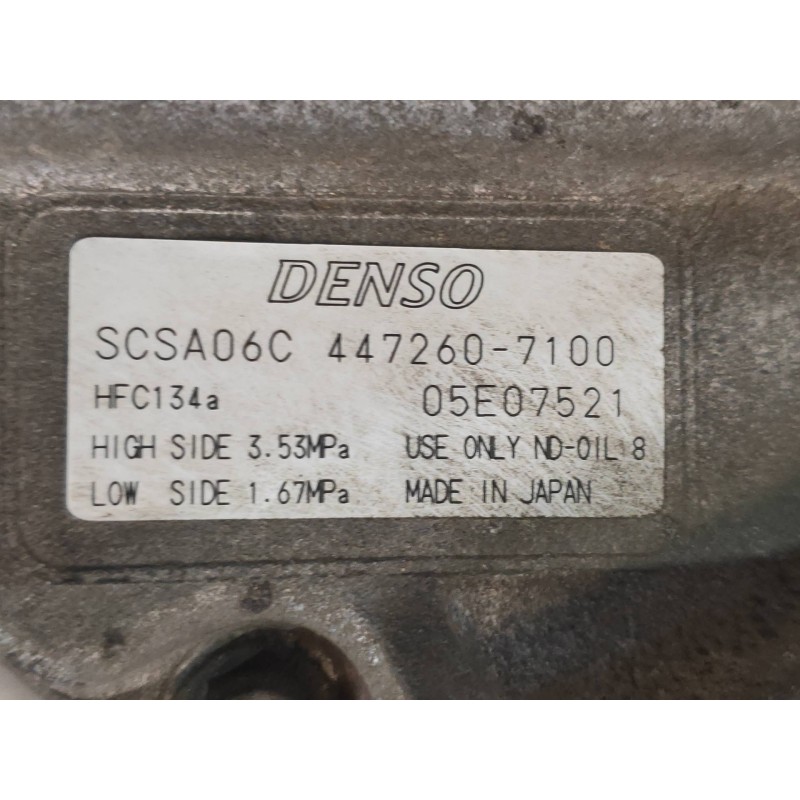 DENSO
SCSA06C 447260-7100
HFC134a 05E07521
HIGH SIDE 3.53MPa USE ONLY ND-OIL 8
LOW SIDE 1.67MPa MADE IN JAPAN